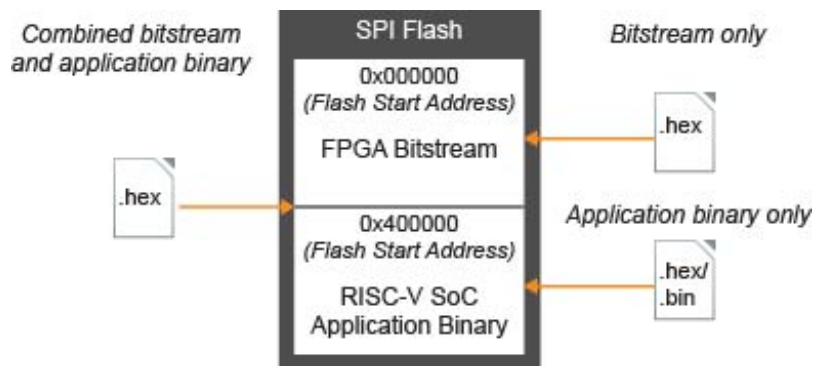 Combined bitstream
and application binary
.hex
SPI Flash
0x000000
(Flash Start Address)
FPGA Bitstream
0x400000
(Flash Start Address)
RISC-V SoC
Application Binary
Bitstream only
.hex
Application binary only
.hex/
.bin